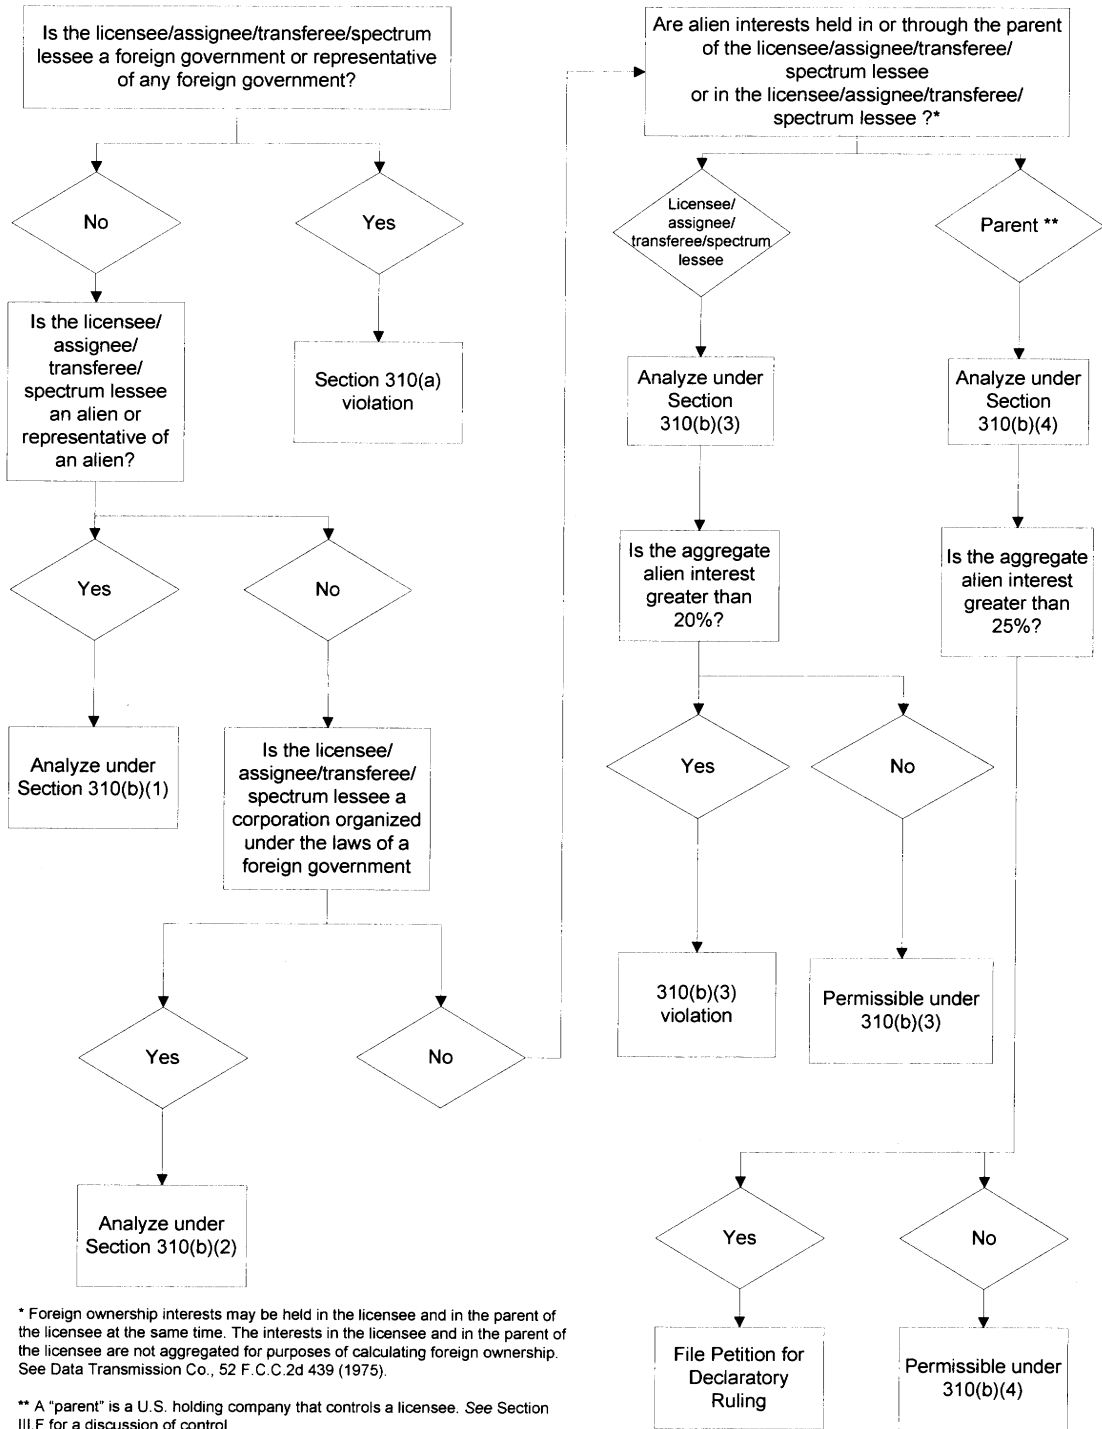 Is the licensee/assignee/transferee/spectrum
lessee a foreign government or representative
of any foreign government?
No
Yes
Is the licensee/
assignee/
transferee/
spectrum lessee
an alien or
representative of
an alien?
Section 310(a)
violation
Yes
No
Analyze under
Section 310(b)(1)
Is the licensee/
assignee/transferee/
spectrum lessee a
corporation organized
under the laws of a
foreign government
Yes
No
Analyze under
Section 310(b)(2)
Are alien interests held in or through the parent
of the licensee/assignee/transferee/
spectrum lessee
or in the licensee/assignee/transferee/
spectrum lessee ?*
Licensee/
assignee/
transferee/spectrum
lessee
Parent **
Analyze under
Section
310(b)(3)
Analyze under
Section
310(b)(4)
Is the aggregate
alien interest
greater than
20%?
Is the aggregate
alien interest
greater than
25%?
Yes
No
310(b)(3)
violation
Permissible under
310(b)(3)
Yes
No
File Petition for
Declaratory
Ruling
Permissible under
310(b)(4)
* Foreign ownership interests may be held in the licensee and in the parent of
the licensee at the same time. The interests in the licensee and in the parent of
the licensee are not aggregated for purposes of calculating foreign ownership.
See Data Transmission Co., 52 F.C.C.2d 439 (1975).
** A "parent" is a U.S. holding company that controls a licensee. See Section
III.F for a discussion of control